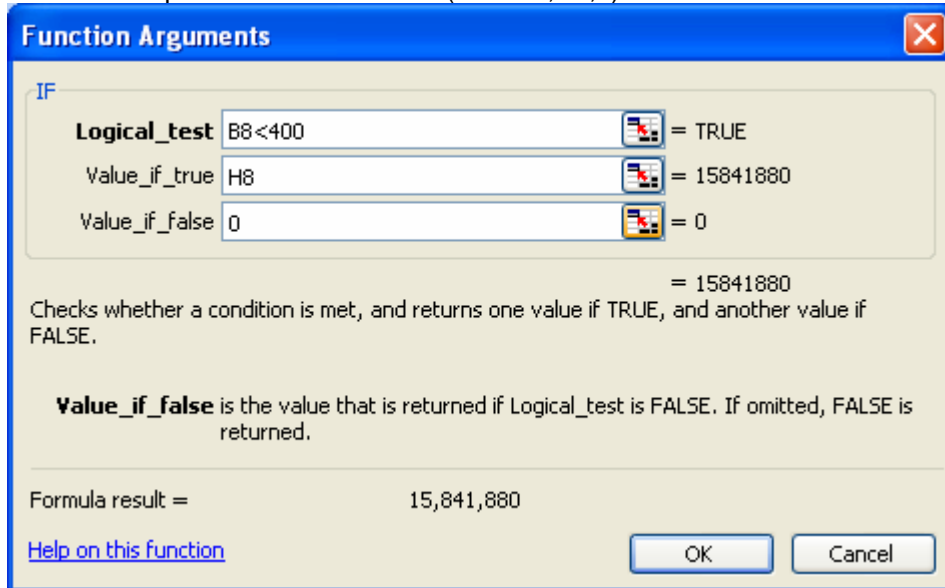 Function Arguments
IF
Logical_test B8<400 = TRUE
Value_if_true H8 = 15841880
Value_if_false 0 = 0
= 15841880
Checks whether a condition is met, and returns one value if TRUE, and another value if
FALSE.
Value_if_false is the value that is returned if Logical_test is FALSE. If omitted, FALSE is
returned.
Formula result = 15,841,880
Help on this function OK Cancel